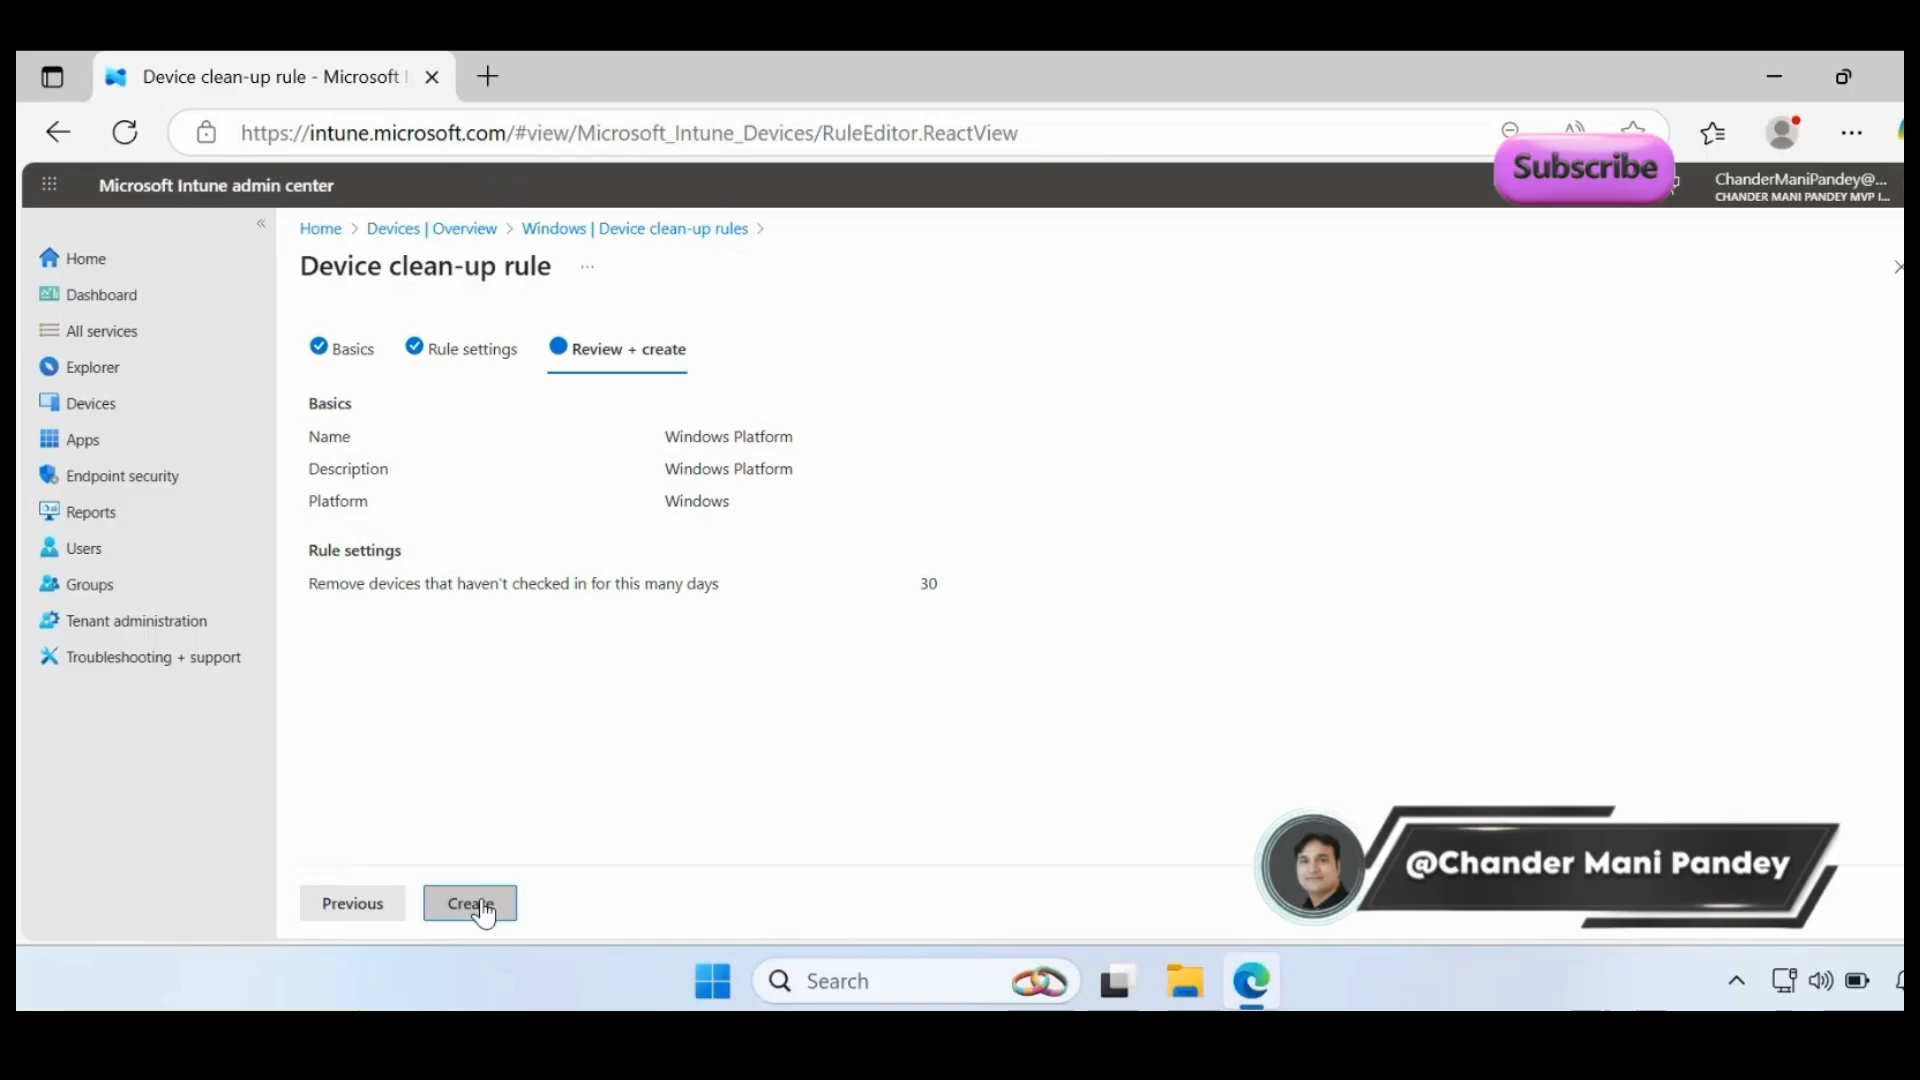 Device clean-up rule - Microsoft I
https://intune.microsoft.com/#view/Microsoft_Intune_Devices/RuleEditor.ReactView
Subscribe
Microsoft Intune admin center
ChanderManiPandey@...
CHANDER MANI PANDEY MVP I...
Home > Devices | Overview > Windows | Device clean-up rules >
Device clean-up rule ...
Home
Dashboard
All services
Explorer
Devices
Apps
Endpoint security
Reports
Users
Groups
Tenant administration
Troubleshooting + support
Basics Rule settings Review + create
Basics
Name Windows Platform
Description Windows Platform
Platform Windows
Rule settings
Remove devices that haven't checked in for this many days 30
@Chander Mani Pandey
Previous Create
Search